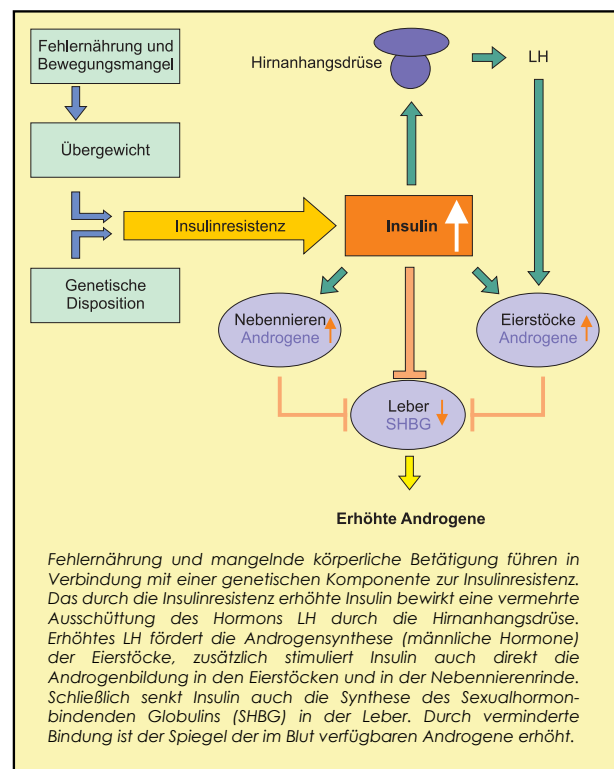 Fehlernährung und
Bewegungsmangel
Hirnanhangsdrüse
LH
Übergewicht
Insulinresistenz
Insulin
Genetische
Disposition
Nebennieren
Androgene
Eierstöcke
Androgene
Leber
SHBG
Erhöhte Androgene
Fehlernährung und mangelnde körperliche Betätigung führen in
Verbindung mit einer genetischen Komponente zur Insulinresistenz.
Das durch die Insulinresistenz erhöhte Insulin bewirkt eine vermehrte
Ausschüttung des Hormons LH durch die Hirnanhangsdrüse.
Erhöhtes LH fördert die Androgensynthese (männliche Hormone)
der Eierstöcke, zusätzlich stimuliert Insulin auch direkt die
Androgenbildung in den Eierstöcken und in der Nebennierenrinde.
Schließlich senkt Insulin auch die Synthese des Sexualhormon-
bindenden Globulins (SHBG) in der Leber. Durch verminderte
Bindung ist der Spiegel der im Blut verfügbaren Androgene erhöht.